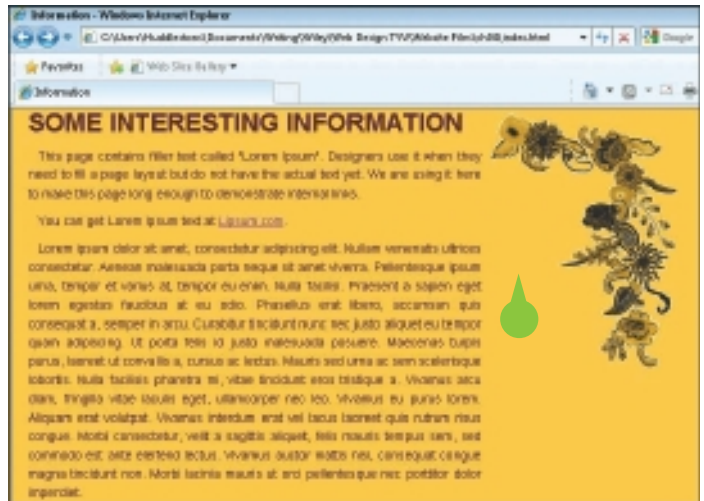 Information - Windows Internet Explorer
Favorites Web Slice Gallery
Information
Google
SOME INTERESTING INFORMATION
This page contains filler text called "Lorem Ipsum". Designers use it when they
need to fill a page layout but do not have the actual text yet. We are using it here
to make this page long enough to demonstrate internal links.
You can get Lorem Ipsum text at Lipsum.com.
Lorem ipsum dolor sit amet, consectetur adipiscing elit. Nullam venenatis ultrices
consectetur. Aenean malesuada porta neque sit amet viverra. Pellentesque ipsum
urna, tempor et varius at, tempor eu enim. Nulla facilisi. Praesent a sapien eget
lorem egestas faucibus at eu odio. Phasellus erat libero, accumsan quis
consequat a, semper in arcu. Curabitur tincidunt nunc nec justo aliquet eu tempor
quam adipiscing. Ut porta felis id justo malesuada posuere. Maecenas turpis
purus, laoreet ut convallis a, cursus ac lectus. Mauris sed urna ac sem scelerisque
lobortis. Nulla facilisis pharetra mi, vitae tincidunt eros tristique a. Vivamus arcu
diam, fringilla vitae iaculis eget, ullamcorper nec leo. Vivamus eu purus lorem.
Aliquam erat volutpat. Vivamus interdum erat vel lacus laoreet quis rutrum risus
congue. Morbi consectetur, velit a sagittis aliquet, felis mauris tempus sem, sed
commodo est ante eleifend lectus. Vivamus auctor mattis nisi, consequat congue
magna tincidunt non. Morbi lacinia mauris at orci pellentesque nec porttitor dolor
imperdiet.